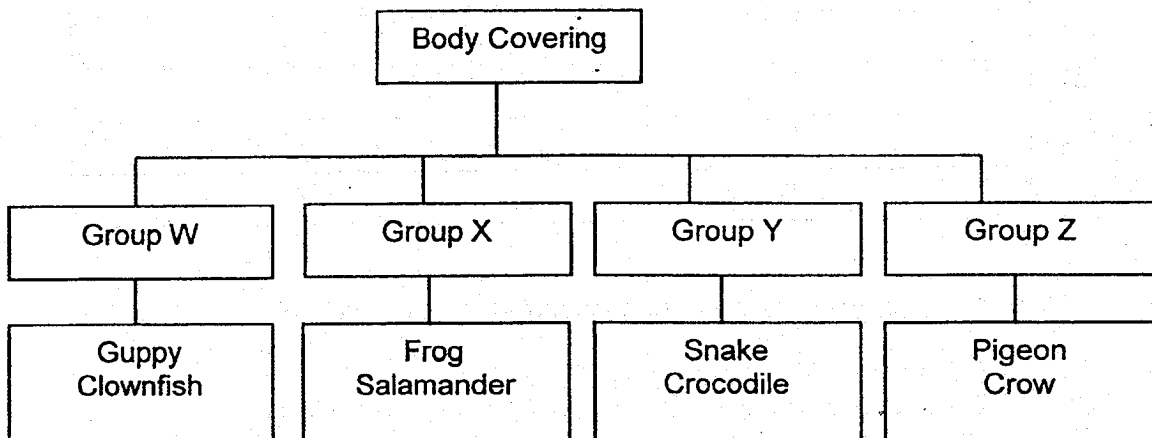 Body Covering
Group W
Group X
Group Y
Group Z
Guppy
Clownfish
Frog
Salamander
Snake
Crocodile
Pigeon
Crow